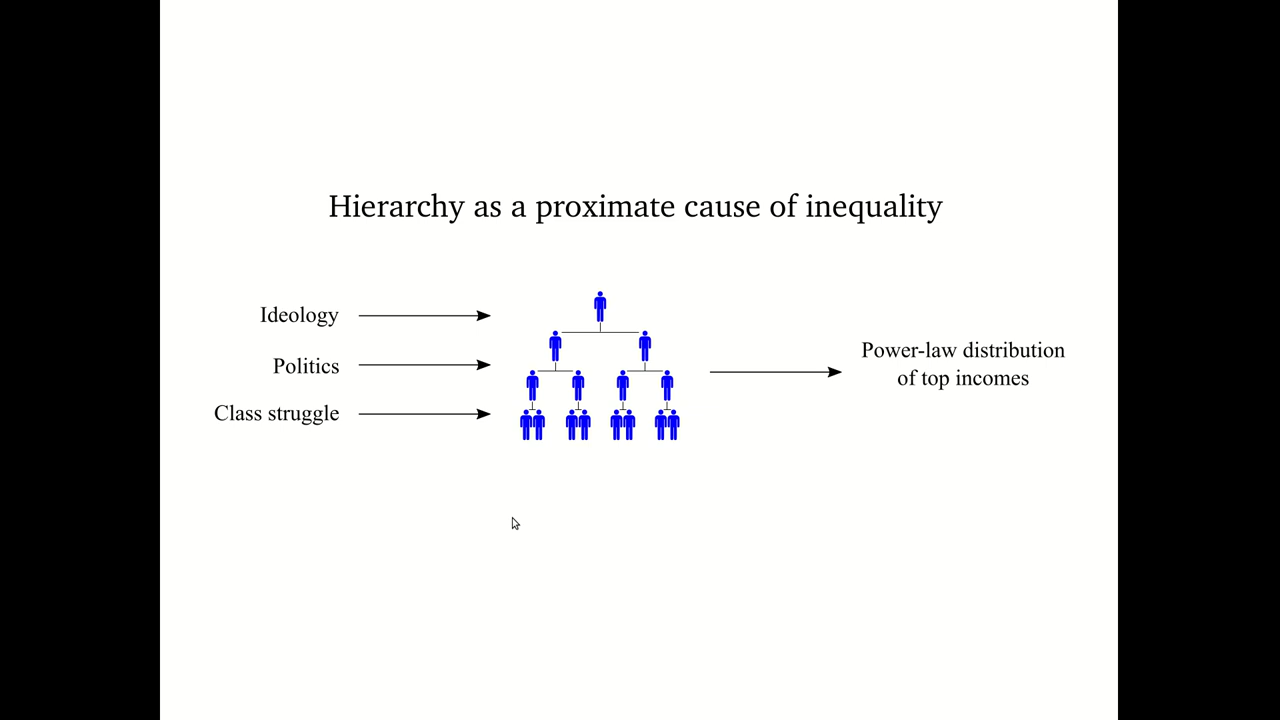 Hierarchy as a proximate cause of inequality
Ideology
Politics
Class struggle
Power-law distribution
of top incomes